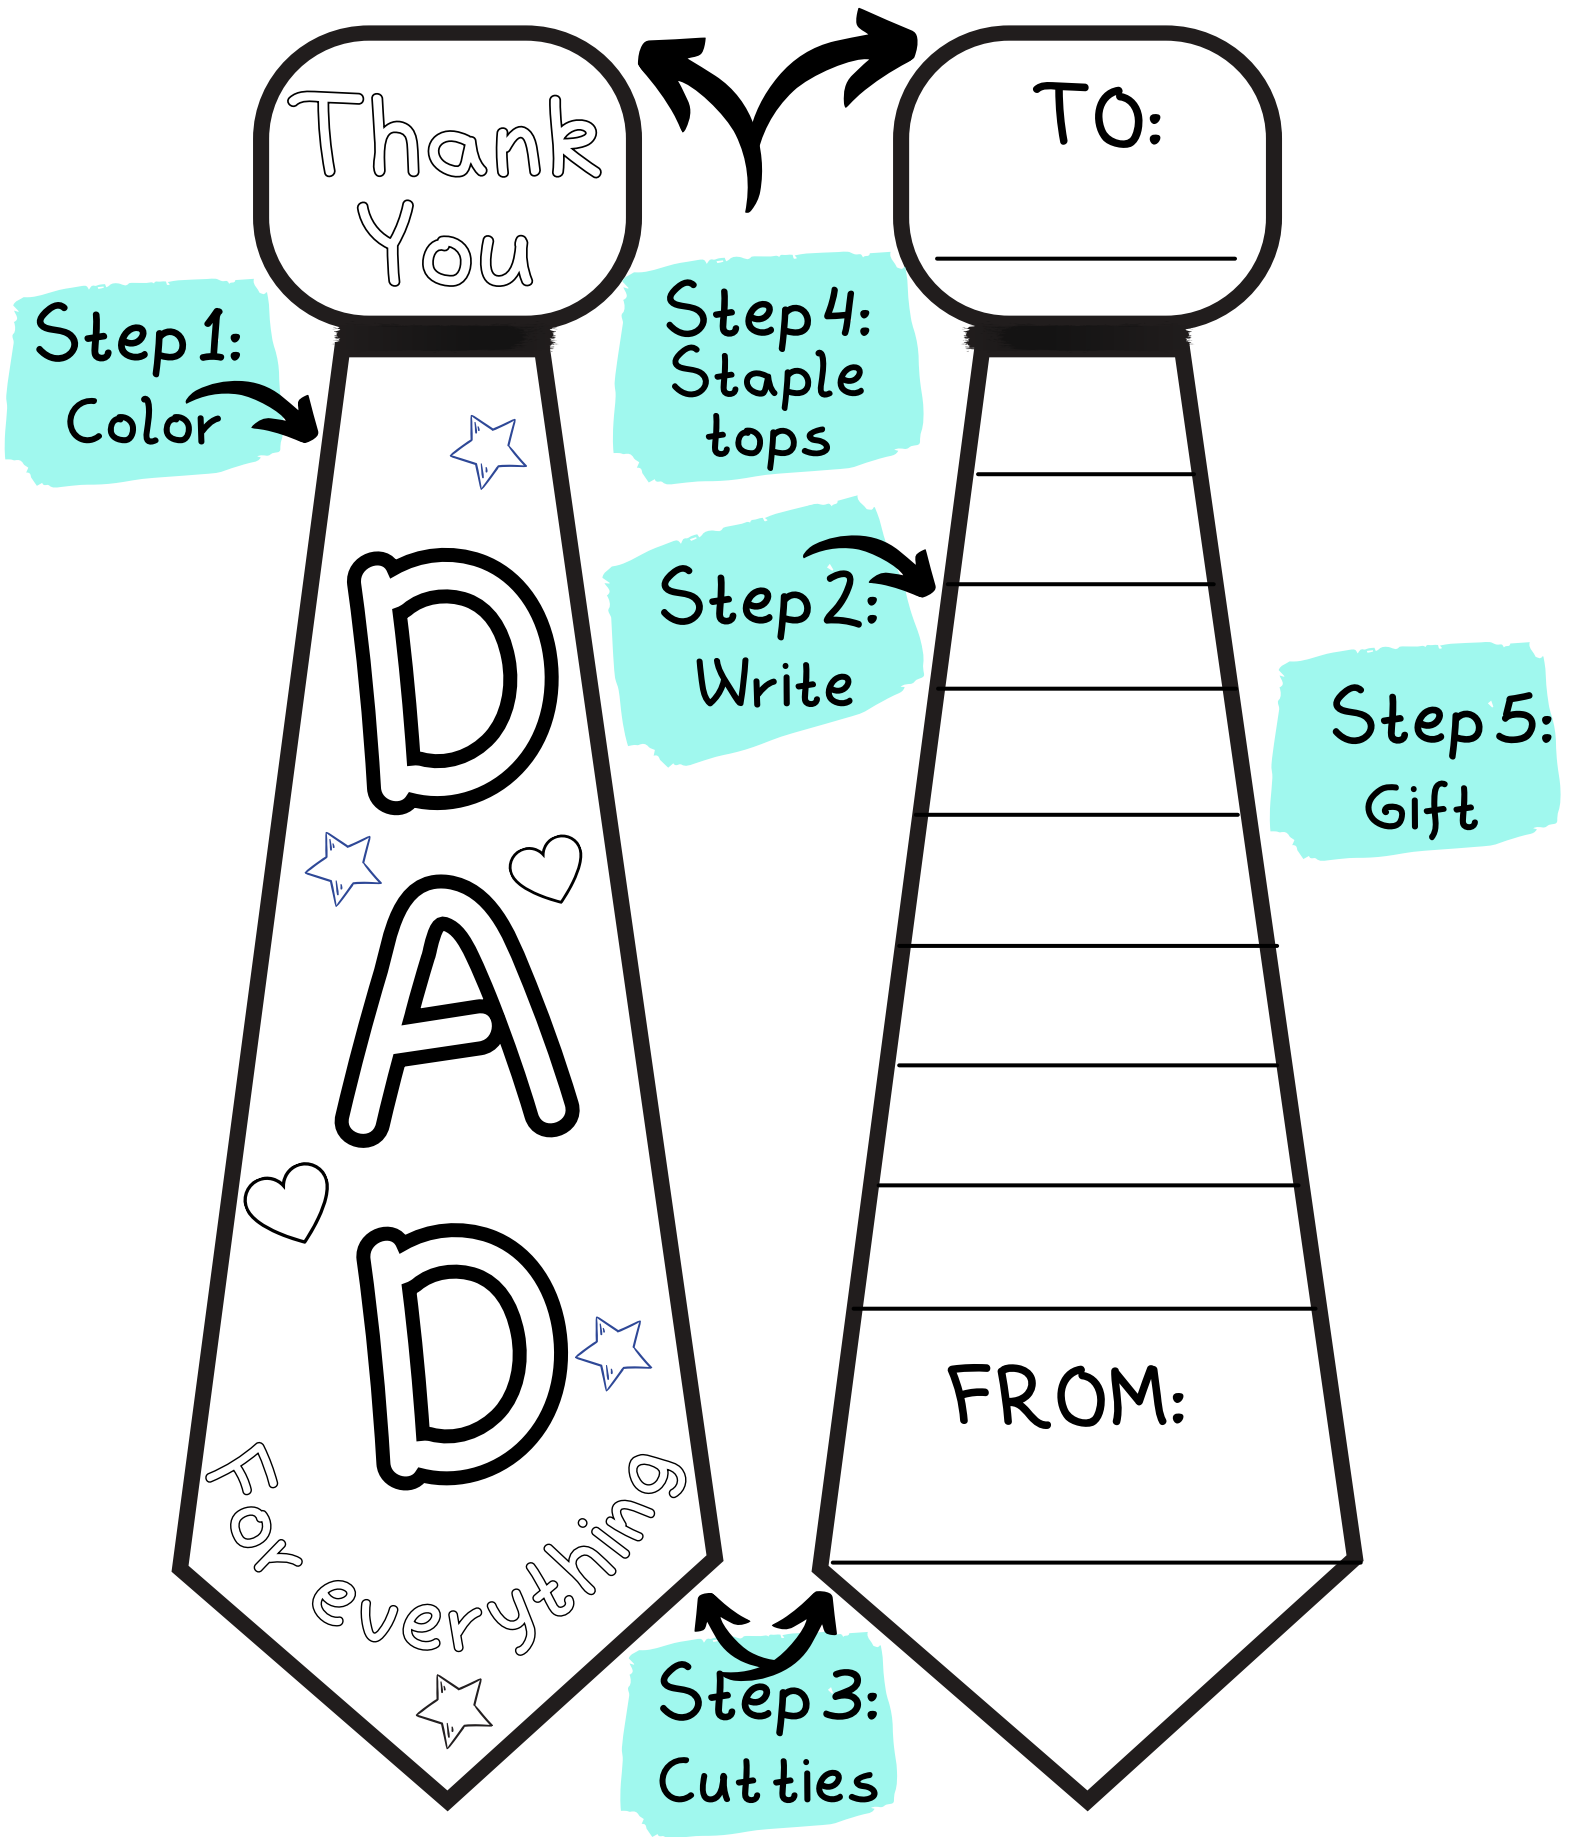 Thank
You
DAD
For everything
Step 1:
Color
TO:
FROM:
Step 2:
Write
Step 3:
Cut ties
Step 4:
Staple
tops
Step 5:
Gift